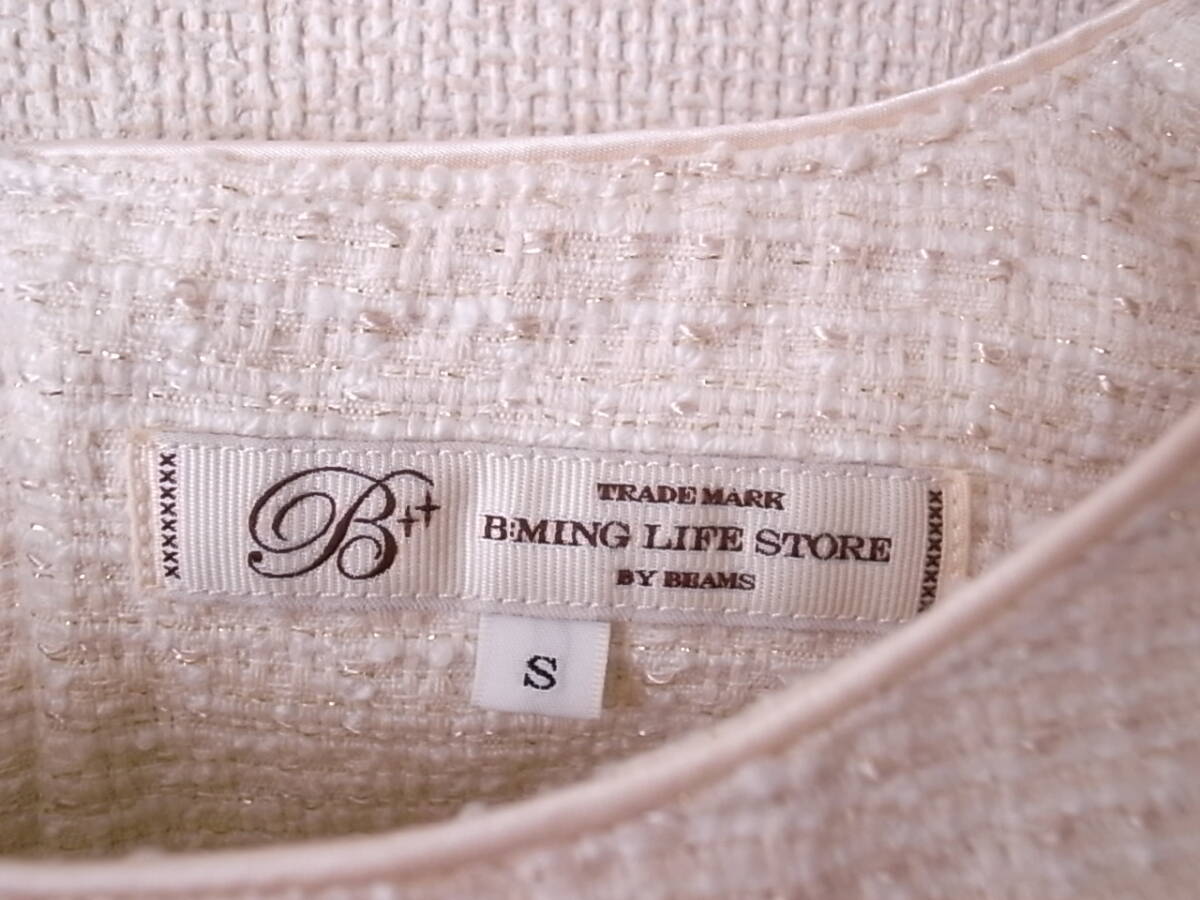 B++
TRADE MARK
B:MING LIFE STORE
BY BEAMS
S